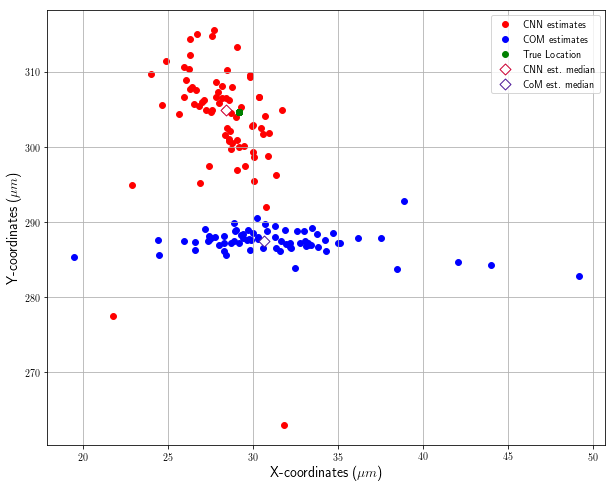 CNN estimates
COM estimates
True Location
CNN est. median
CoM est. median
310
300
290
280
270
Y-coordinates (μm)
20 25 30 35 40 45 50
X-coordinates (μm)